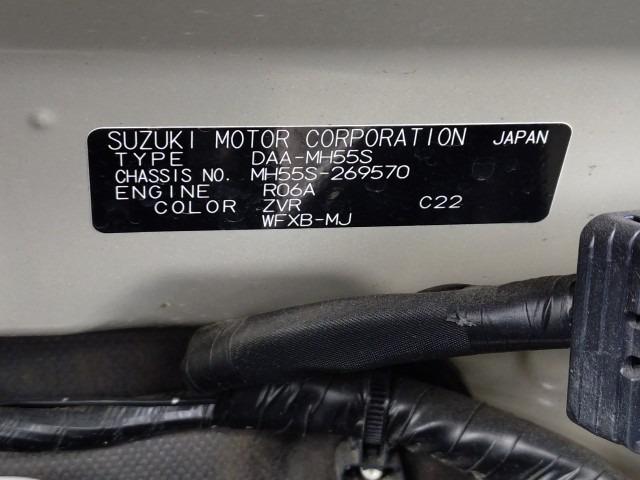 SUZUKI MOTOR CORPORATION JAPAN
TYPE DAA-MH55S
CHASSIS NO. MH55S-269570
ENGINE R06A
COLOR ZVR C22
WFXB-MJ